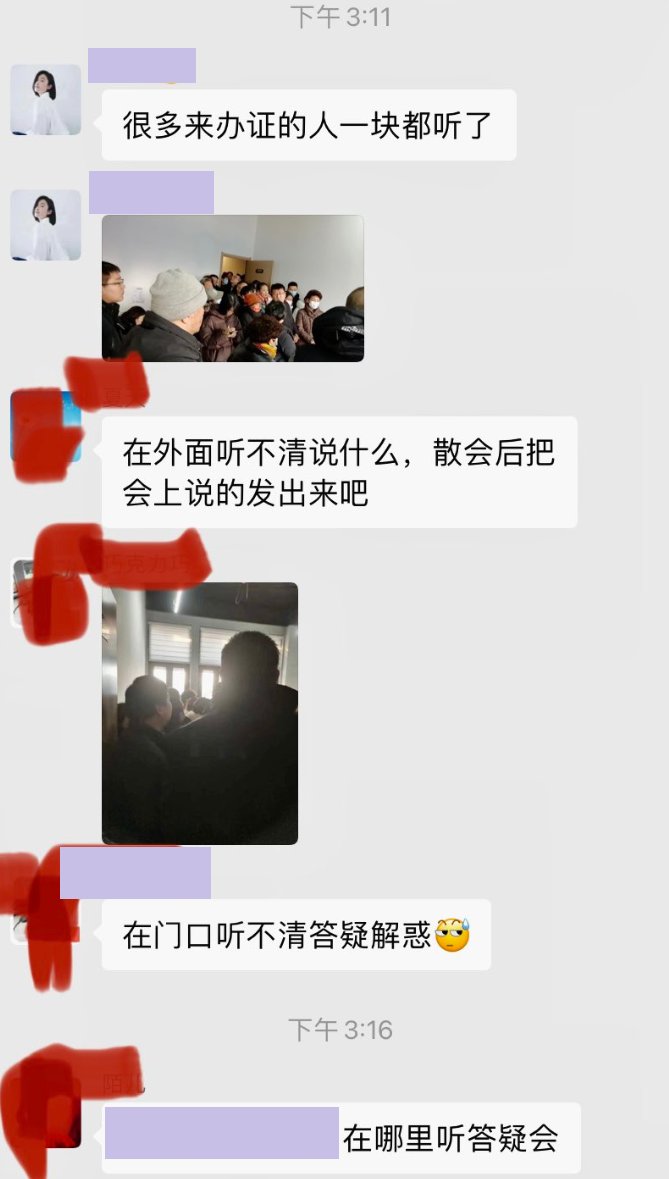 下午 3:11
很多来办证的人一块都听了
在外面听不清说什么，散会后把
会上说的发出来吧
在门口听不清答疑解惑
下午 3:16
陌儿
在哪里听答疑会